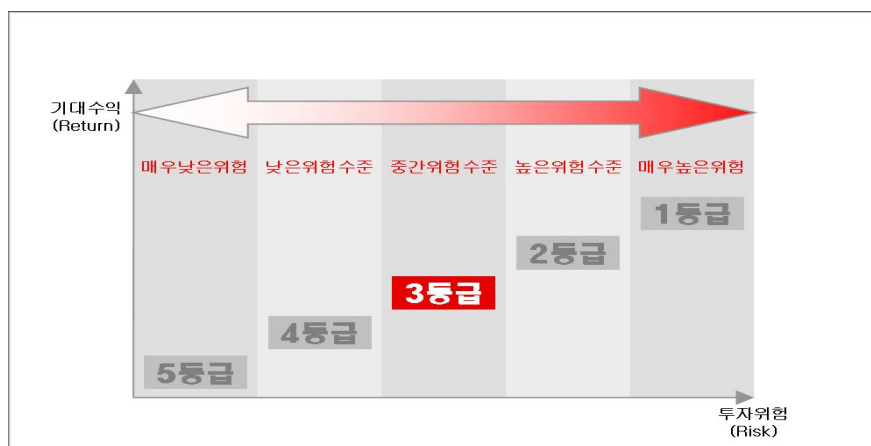 기대수익
(Return)
매우낮은위험
낮은위험수준
중간위험수준
높은위험수준
매우높은위험
1등급
2등급
3등급
4등급
5등급
투자위험
(Risk)